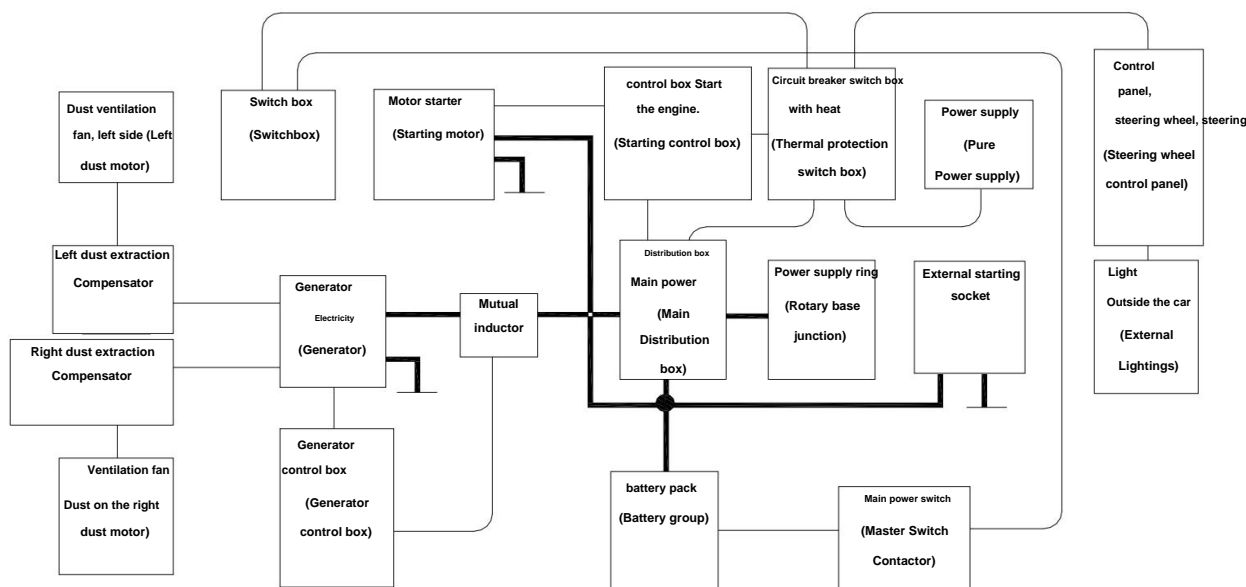 Dust ventilation
fan, left side (Left
dust motor)
Switch box
(Switchbox)
Motor starter
(Starting motor)
control box Start
the engine.
(Starting control box)
Circuit breaker switch box
with heat
(Thermal protection
switch box)
Power supply
(Pure
Power supply)
Control
panel,
steering wheel, steering
(Steering wheel
control panel)
Left dust extraction
Compensator
Generator
Electricity
(Generator)
Mutual
inductor
Distribution box
Main power
(Main
Distribution
box)
Power supply ring
(Rotary base
junction)
External starting
socket
Light
Outside the car
(External
Lightings)
Right dust extraction
Compensator
Ventilation fan
Dust on the right
dust motor)
Generator
control box
(Generator
control box)
battery pack
(Battery group)
Main power switch
(Master Switch
Contactor)